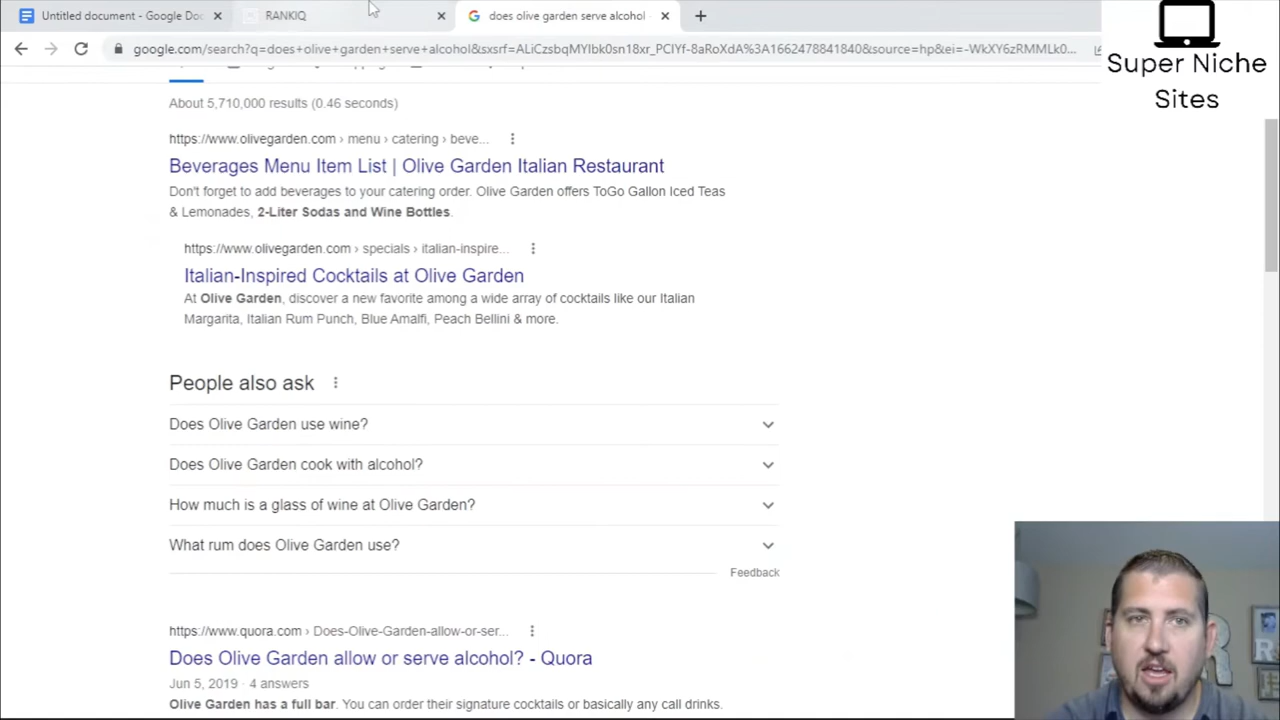 Untitled document - Google Doc
RANKIQ
does olive garden serve alcohol -
google.com/search?q=does+olive+garden+serve+alcohol&sxsrf=ALiCzsbqMYIbk0sn18xr_PCIYf-8aRoXdA%3A1662478841840&source=hp&ei=-WkXY6zRMMLk0...
Super Niche
Sites
About 5,710,000 results (0.46 seconds)
https://www.olivegarden.com › menu › catering › beve...
Beverages Menu Item List | Olive Garden Italian Restaurant
Don't forget to add beverages to your catering order. Olive Garden offers ToGo Gallon Iced Teas
& Lemonades, 2-Liter Sodas and Wine Bottles.
https://www.olivegarden.com › specials › italian-inspire...
Italian-Inspired Cocktails at Olive Garden
At Olive Garden, discover a new favorite among a wide array of cocktails like our Italian
Margarita, Italian Rum Punch, Blue Amalfi, Peach Bellini & more.
People also ask
Does Olive Garden use wine?
Does Olive Garden cook with alcohol?
How much is a glass of wine at Olive Garden?
What rum does Olive Garden use?
Feedback
https://www.quora.com › Does-Olive-Garden-allow-or-ser...
Does Olive Garden allow or serve alcohol? - Quora
Jun 5, 2019 · 4 answers
Olive Garden has a full bar. You can order their signature cocktails or basically any call drinks.
R